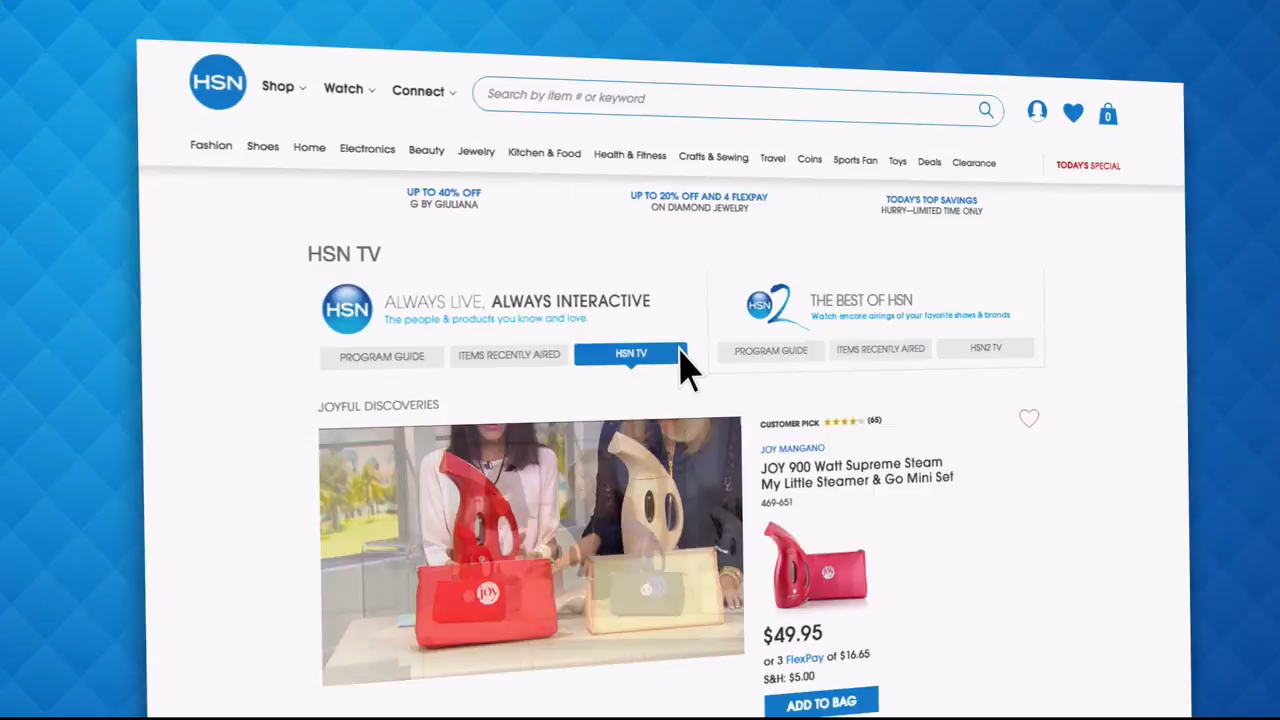 HSN
Shop
Watch
Connect
Search by item # or keyword
0
Fashion
Shoes
Home
Electronics
Beauty
Jewelry
Kitchen & Food
Health & Fitness
Crafts & Sewing
Travel
Coins
Sports Fan
Toys
Deals
Clearance
TODAY'S SPECIAL
UP TO 40% OFF
G BY GIULIANA
UP TO 20% OFF AND 4 FLEXPAY
ON DIAMOND JEWELRY
TODAY'S TOP SAVINGS
HURRY—LIMITED TIME ONLY
HSN TV
HSN
ALWAYS LIVE, ALWAYS INTERACTIVE
The people & products you know and love.
PROGRAM GUIDE
ITEMS RECENTLY AIRED
HSN TV
HSN2
THE BEST OF HSN
Watch encore airings of your favorite shows & brands.
PROGRAM GUIDE
ITEMS RECENTLY AIRED
HSN2 TV
JOYFUL DISCOVERIES
joy
CUSTOMER PICK
(65)
JOY MANGANO
JOY 900 Watt Supreme Steam
My Little Steamer & Go Mini Set
469-651
$49.95
or 3 FlexPay of $16.65
S&H: $5.00
ADD TO BAG